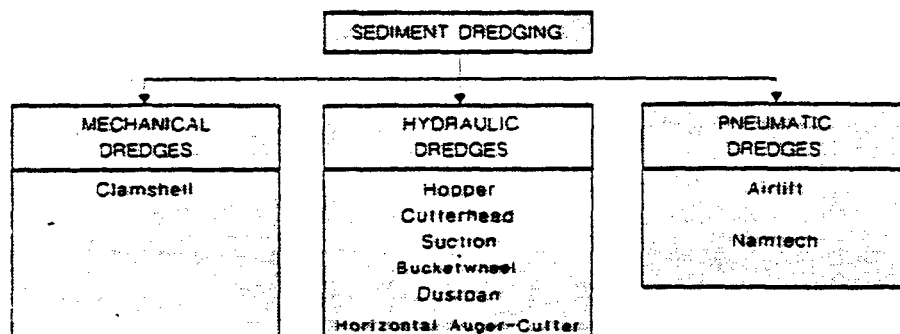 SEDIMENT DREDGING
MECHANICAL
DREDGES
Clamshell
HYDRAULIC
DREDGES
Hopper
Cutterhead
Suction
Bucketwheel
Dustpan
Horizontal Auger-Cutter
PNEUMATIC
DREDGES
Airlift
Namtech